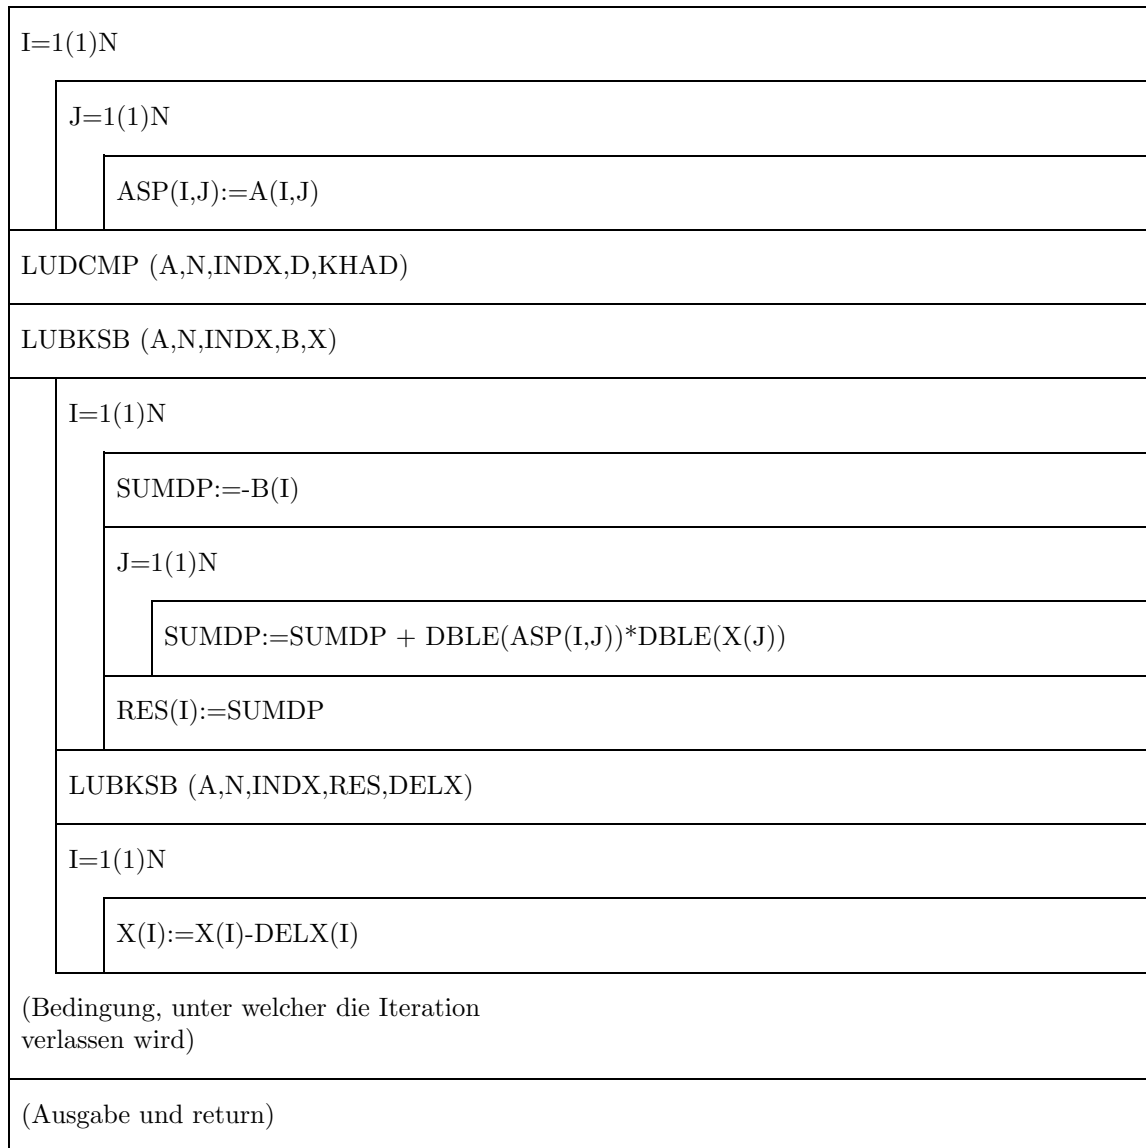 I=1(1)N
J=1(1)N
ASP(I,J):=A(I,J)
LUDCMP (A,N,INDX,D,KHAD)
LUBKSB (A,N,INDX,B,X)
I=1(1)N
SUMDP:=-B(I)
J=1(1)N
SUMDP:=SUMDP + DBLE(ASP(I,J))*DBLE(X(J))
RES(I):=SUMDP
LUBKSB (A,N,INDX,RES,DELX)
I=1(1)N
X(I):=X(I)-DELX(I)
(Bedingung, unter welcher die Iteration
verlassen wird)
(Ausgabe und return)